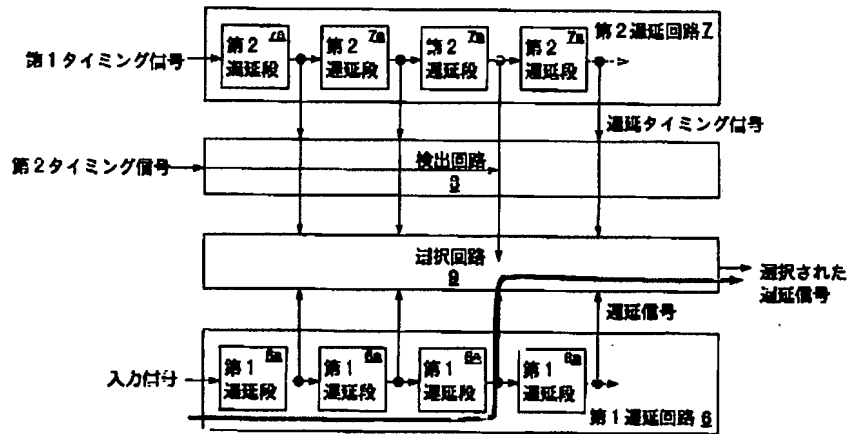 第2 7a
遅延段
第2 7a
遅延段
第2 7a
遅延段
第2 7a
遅延段
第2遅延回路 7
第1タイミング信号
遅延タイミング信号
第2タイミング信号
検出回路
8
選択回路
9
選択された
遅延信号
遅延信号
入力信号
第1 6a
遅延段
第1 6a
遅延段
第1 6a
遅延段
第1 6a
遅延段
第1遅延回路 6